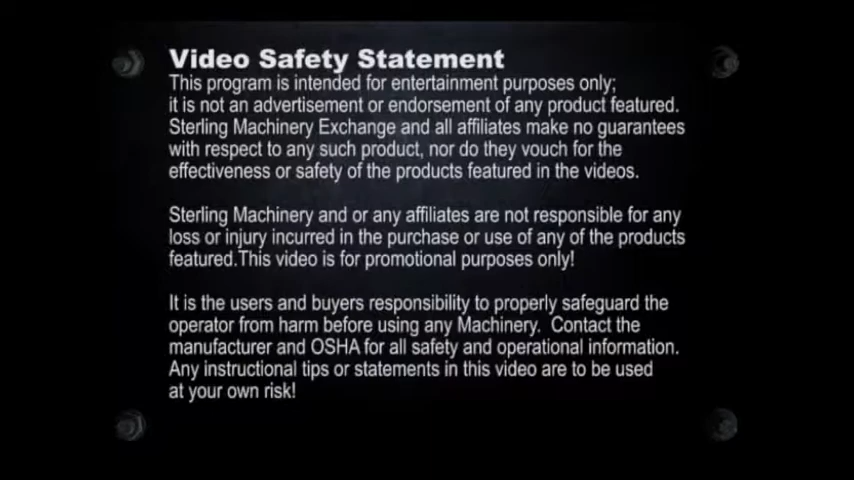 Video Safety Statement
This program is intended for entertainment purposes only;
it is not an advertisement or endorsement of any product featured.
Sterling Machinery Exchange and all affiliates make no guarantees
with respect to any such product, nor do they vouch for the
effectiveness or safety of the products featured in the videos.
Sterling Machinery and or any affiliates are not responsible for any
loss or injury incurred in the purchase or use of any of the products
featured.This video is for promotional purposes only!
It is the users and buyers responsibility to properly safeguard the
operator from harm before using any Machinery.  Contact the
manufacturer and OSHA for all safety and operational information.
Any instructional tips or statements in this video are to be used
at your own risk!